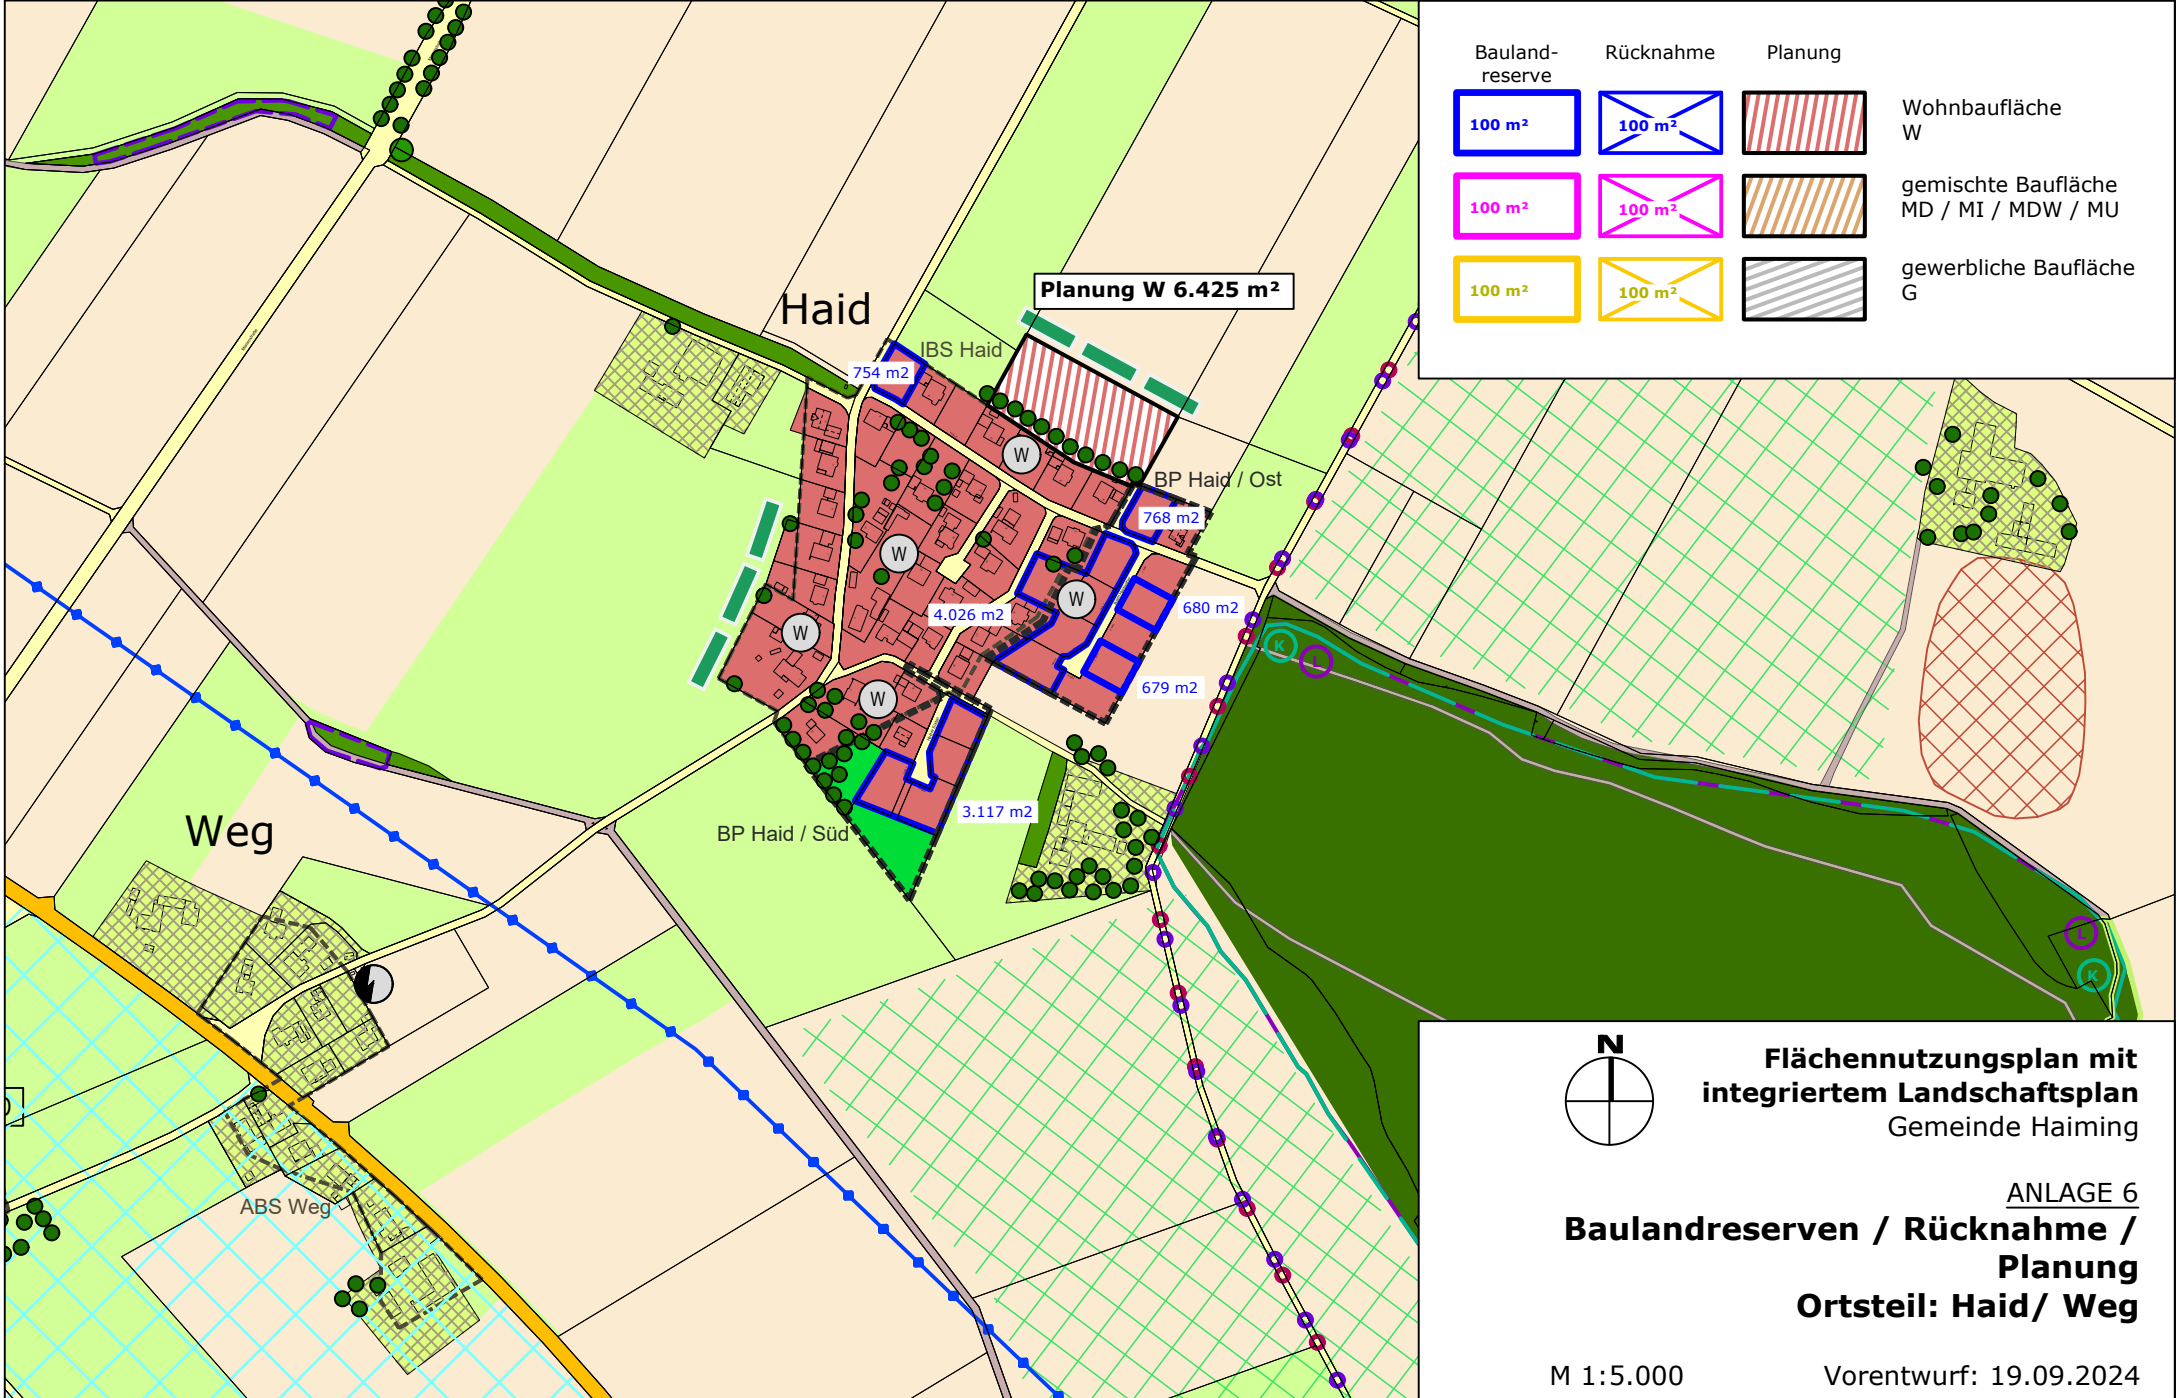 Bauland-
reserve
Rücknahme
Planung
100 m²
100 m²
Wohnbaufläche
W
100 m²
100 m²
gemischte Baufläche
MD / MI / MDW / MU
100 m²
100 m²
gewerbliche Baufläche
G
Planung W 6.425 m²
Haid
IBS Haid
754 m2
W
BP Haid / Ost
768 m2
W
W
680 m2
4.026 m2
W
K
L
679 m2
W
3.117 m2
BP Haid / Süd
Weg
L
K
ABS Weg
N
Flächennutzungsplan mit
integriertem Landschaftsplan
Gemeinde Haiming
ANLAGE 6
Baulandreserven / Rücknahme /
Planung
Ortsteil: Haid/ Weg
M 1:5.000
Vorentwurf: 19.09.2024